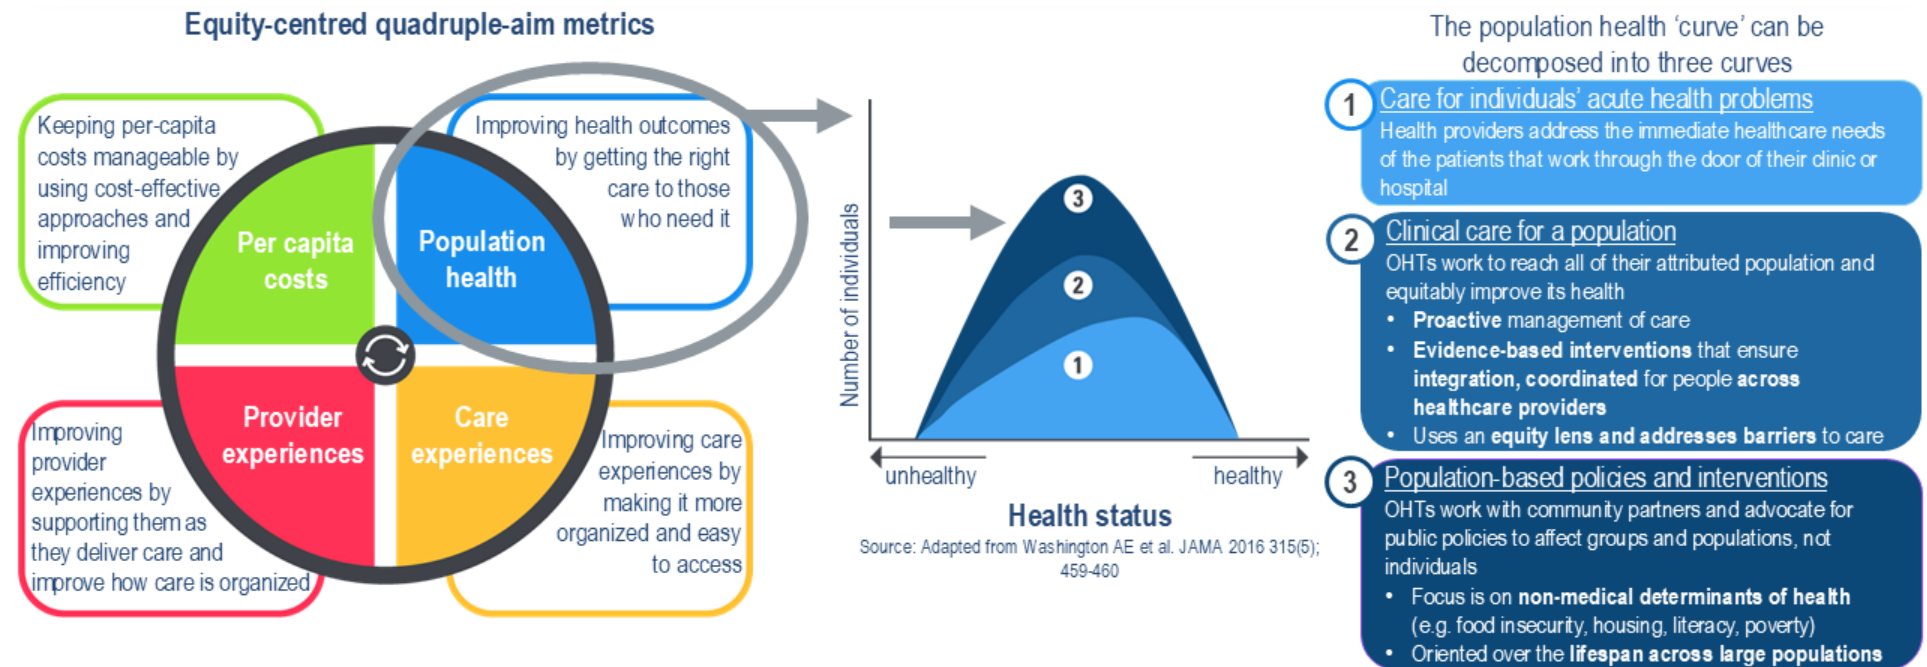 Equity-centred quadruple-aim metrics
Keeping per-capita
costs manageable by
using cost-effective
approaches and
improving
efficiency
Improving health outcomes
by getting the right
care to those
who need it
Per capita
costs
Population
health
Provider
experiences
Care
experiences
Improving
provider
experiences by
supporting them as
they deliver care and
improve how care is organized
Improving care
experiences by
making it more
organized and easy
to access
Number of individuals
3
2
1
unhealthy
healthy
Health status
Source: Adapted from Washington AE et al. JAMA 2016 315(5);
459-460
The population health ‘curve’ can be
decomposed into three curves
1
Care for individuals’ acute health problems
Health providers address the immediate healthcare needs
of the patients that work through the door of their clinic or
hospital
2
Clinical care for a population
OHTs work to reach all of their attributed population and
equitably improve its health
• Proactive management of care
• Evidence-based interventions that ensure
integration, coordinated for people across
healthcare providers
• Uses an equity lens and addresses barriers to care
3
Population-based policies and interventions
OHTs work with community partners and advocate for
public policies to affect groups and populations, not
individuals
• Focus is on non-medical determinants of health
(e.g. food insecurity, housing, literacy, poverty)
• Oriented over the lifespan across large populations